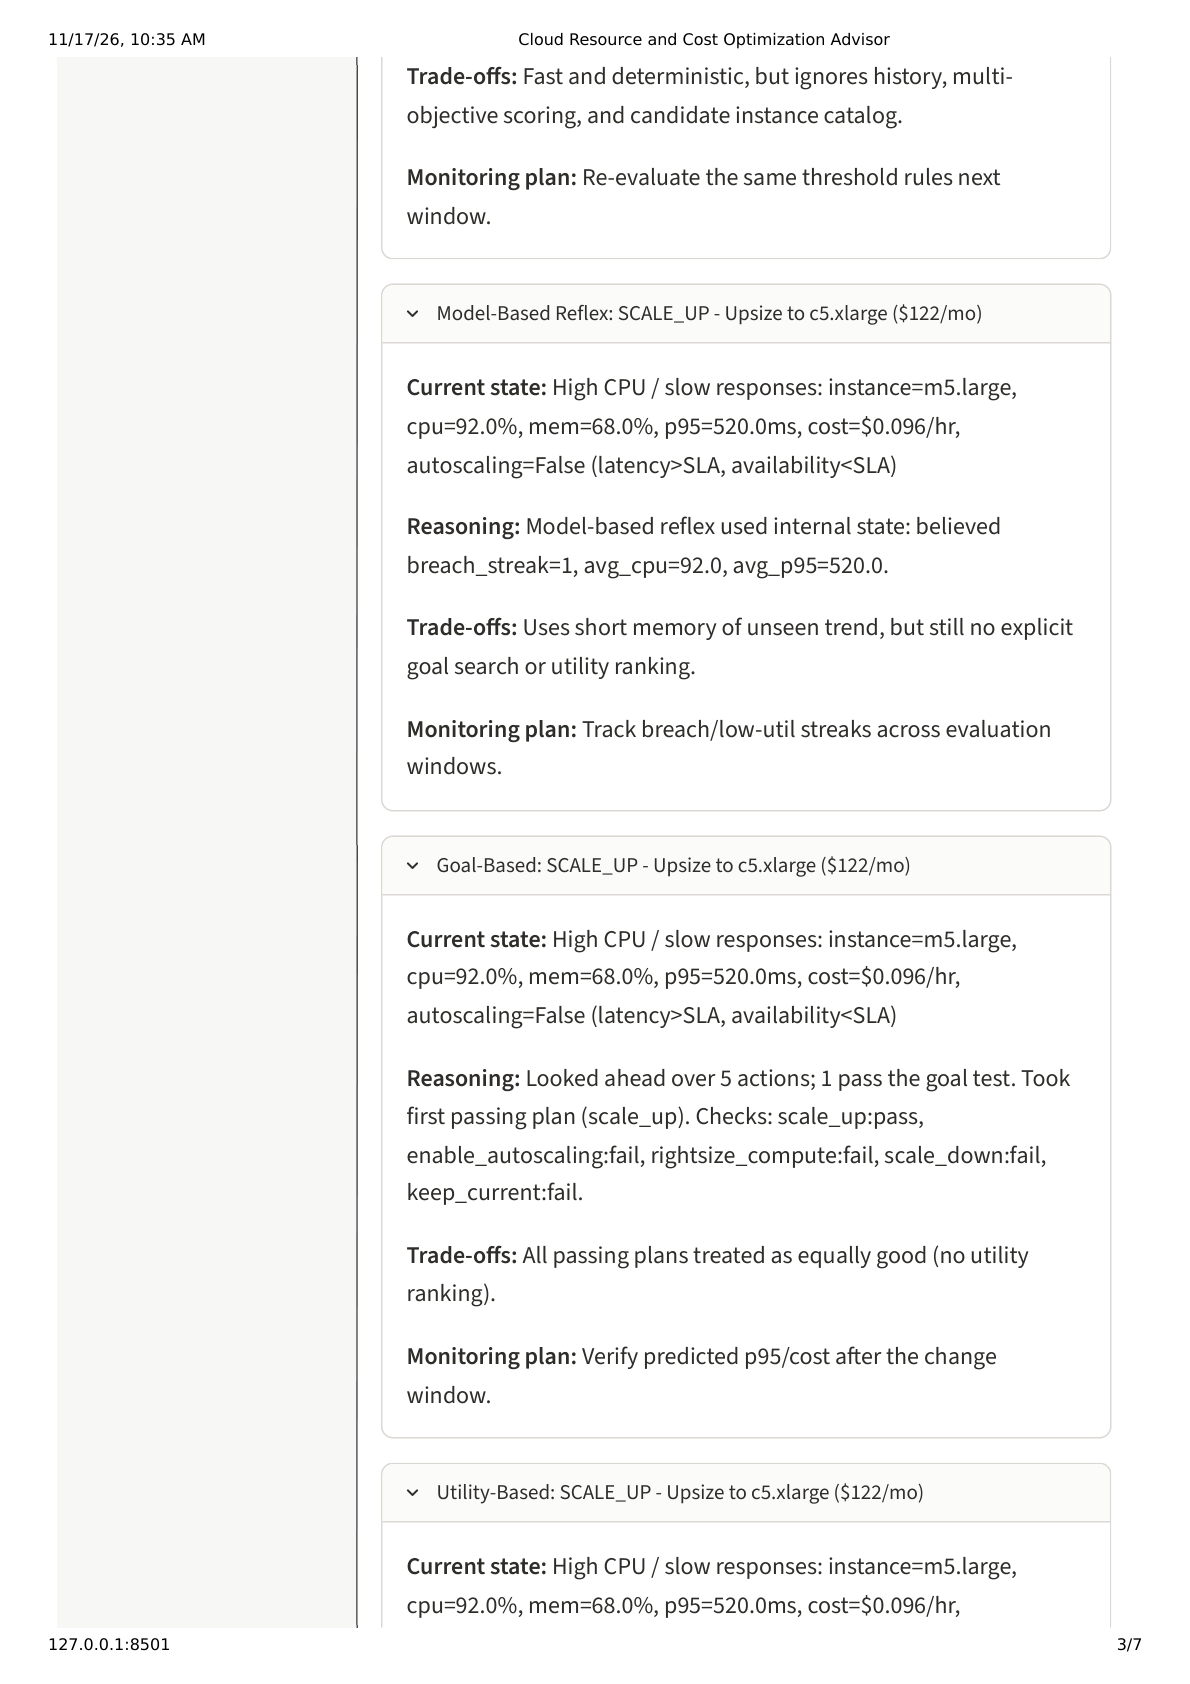 11/17/26, 10:35 AM
Cloud Resource and Cost Optimization Advisor
Trade-offs: Fast and deterministic, but ignores history, multi-
objective scoring, and candidate instance catalog.
Monitoring plan: Re-evaluate the same threshold rules next
window.
Model-Based Reflex: SCALE_UP - Upsize to c5.xlarge ($122/mo)
Current state: High CPU / slow responses: instance=m5.large,
cpu=92.0%, mem=68.0%, p95=520.0ms, cost=$0.096/hr,
autoscaling=False (latency>SLA, availability<SLA)
Reasoning: Model-based reflex used internal state: believed
breach_streak=1, avg_cpu=92.0, avg_p95=520.0.
Trade-offs: Uses short memory of unseen trend, but still no explicit
goal search or utility ranking.
Monitoring plan: Track breach/low-util streaks across evaluation
windows.
Goal-Based: SCALE_UP - Upsize to c5.xlarge ($122/mo)
Current state: High CPU / slow responses: instance=m5.large,
cpu=92.0%, mem=68.0%, p95=520.0ms, cost=$0.096/hr,
autoscaling=False (latency>SLA, availability<SLA)
Reasoning: Looked ahead over 5 actions; 1 pass the goal test. Took
first passing plan (scale_up). Checks: scale_up:pass,
enable_autoscaling:fail, rightsize_compute:fail, scale_down:fail,
keep_current:fail.
Trade-offs: All passing plans treated as equally good (no utility
ranking).
Monitoring plan: Verify predicted p95/cost after the change
window.
Utility-Based: SCALE_UP - Upsize to c5.xlarge ($122/mo)
Current state: High CPU / slow responses: instance=m5.large,
cpu=92.0%, mem=68.0%, p95=520.0ms, cost=$0.096/hr,
127.0.0.1:8501
3/7